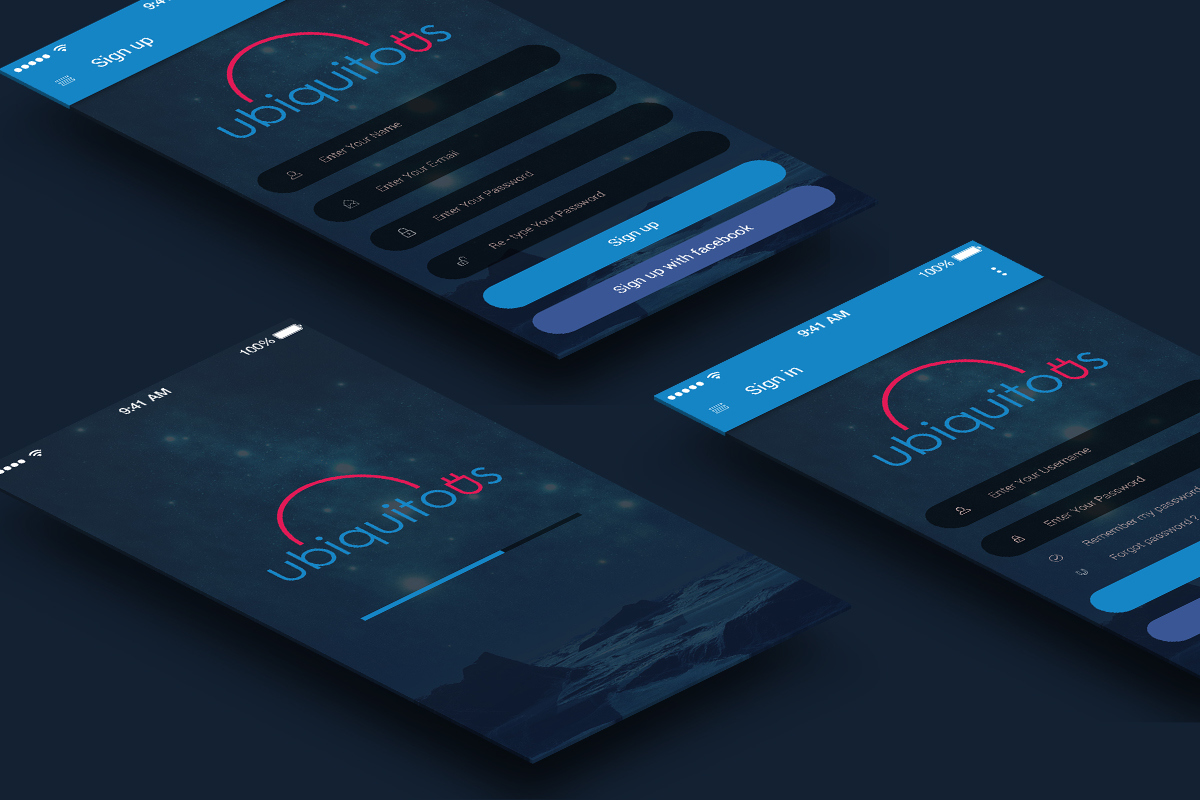 9:41
Sign up
ubiquitous
Enter Your Name
Enter Your E-mail
Enter Your Password
Re - type Your Password
Sign up
Sign up with facebook
100%
9:41 AM
ubiquitous
100%
9:41 AM
Sign in
ubiquitous
Enter Your Username
Enter Your Password
Remember my password
Forgot password ?